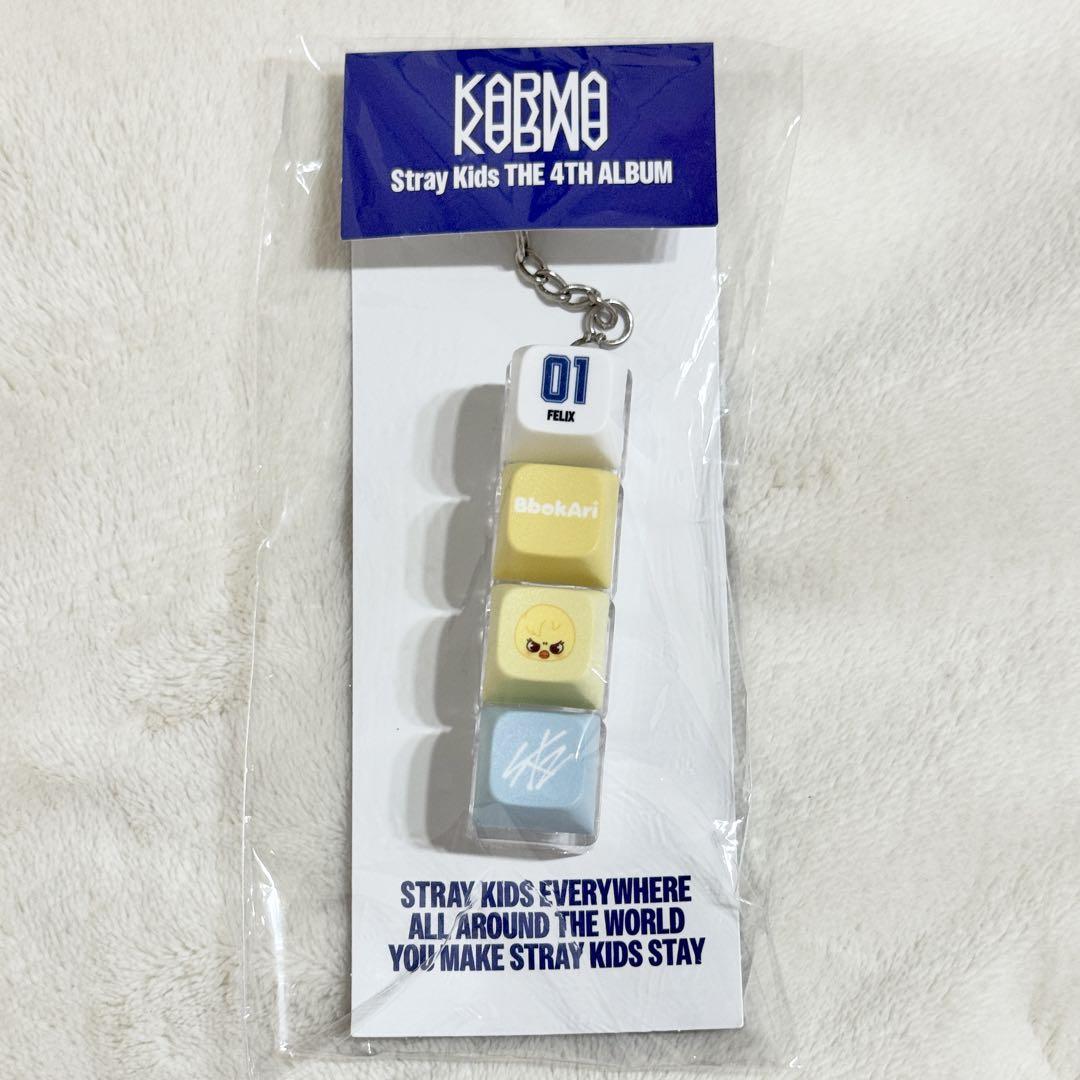 KARMA
Stray Kids THE 4TH ALBUM
01
FELIX
BbokAri
SKZ
STRAY KIDS EVERYWHERE
ALL AROUND THE WORLD
YOU MAKE STRAY KIDS STAY